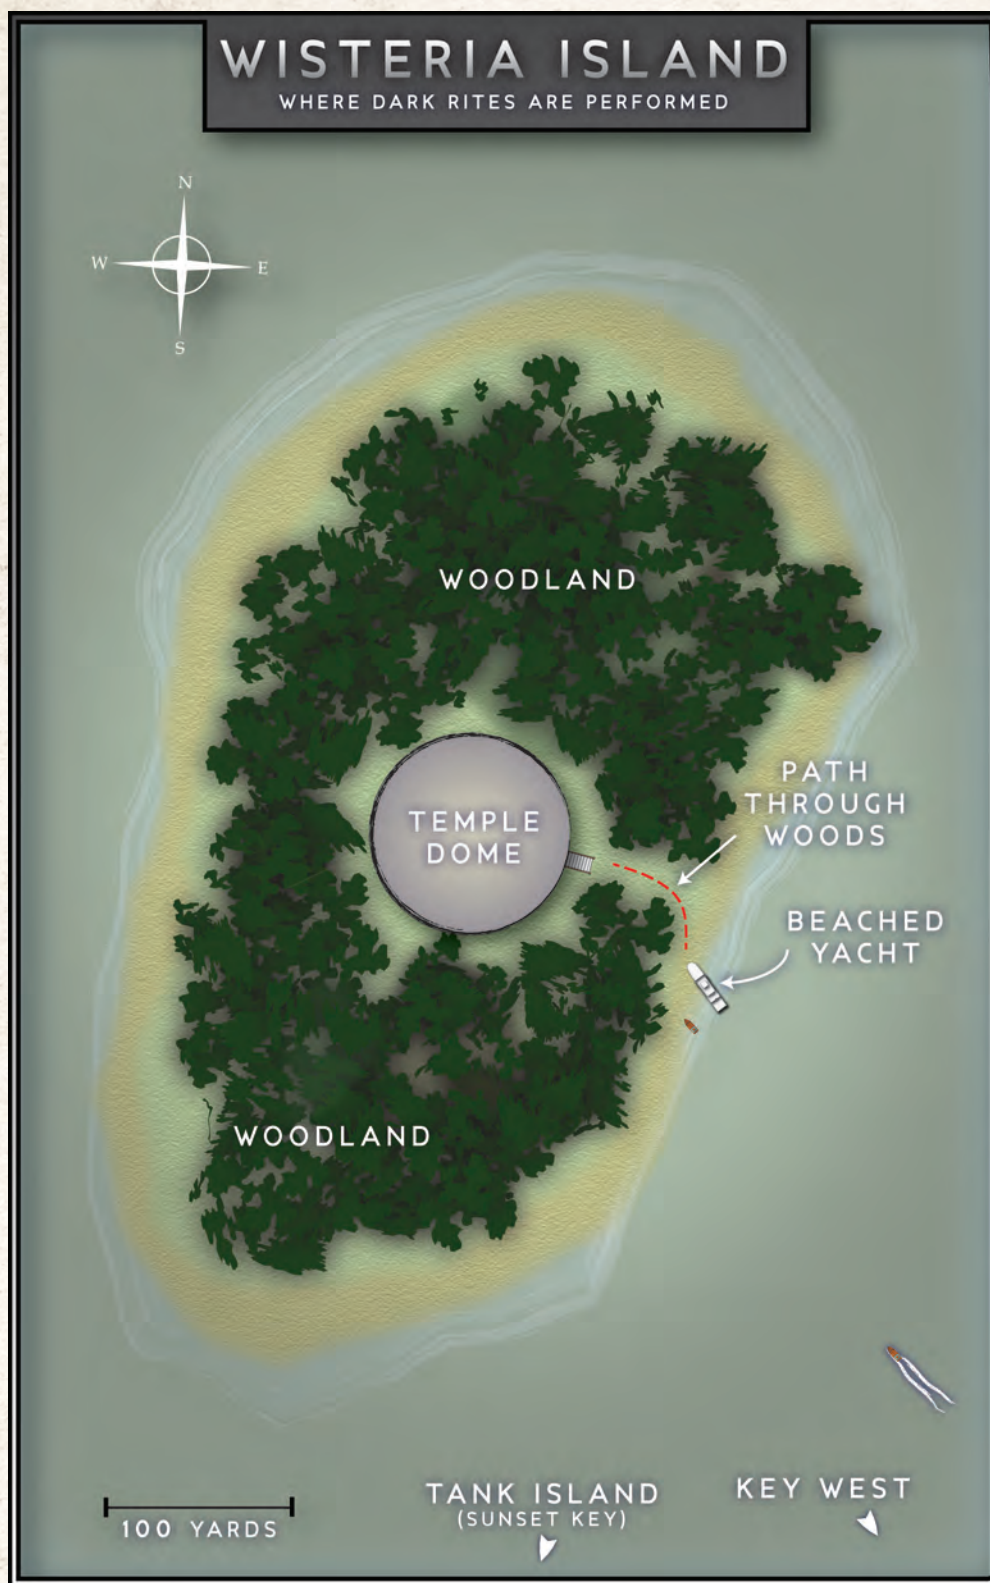 WISTERIA ISLAND
WHERE DARK RITES ARE PERFORMED
N
W
E
S
WOODLAND
PATH
THROUGH
WOODS
TEMPLE
DOME
BEACHED
YACHT
WOODLAND
TANK ISLAND
(SUNSET KEY)
KEY WEST
100 YARDS